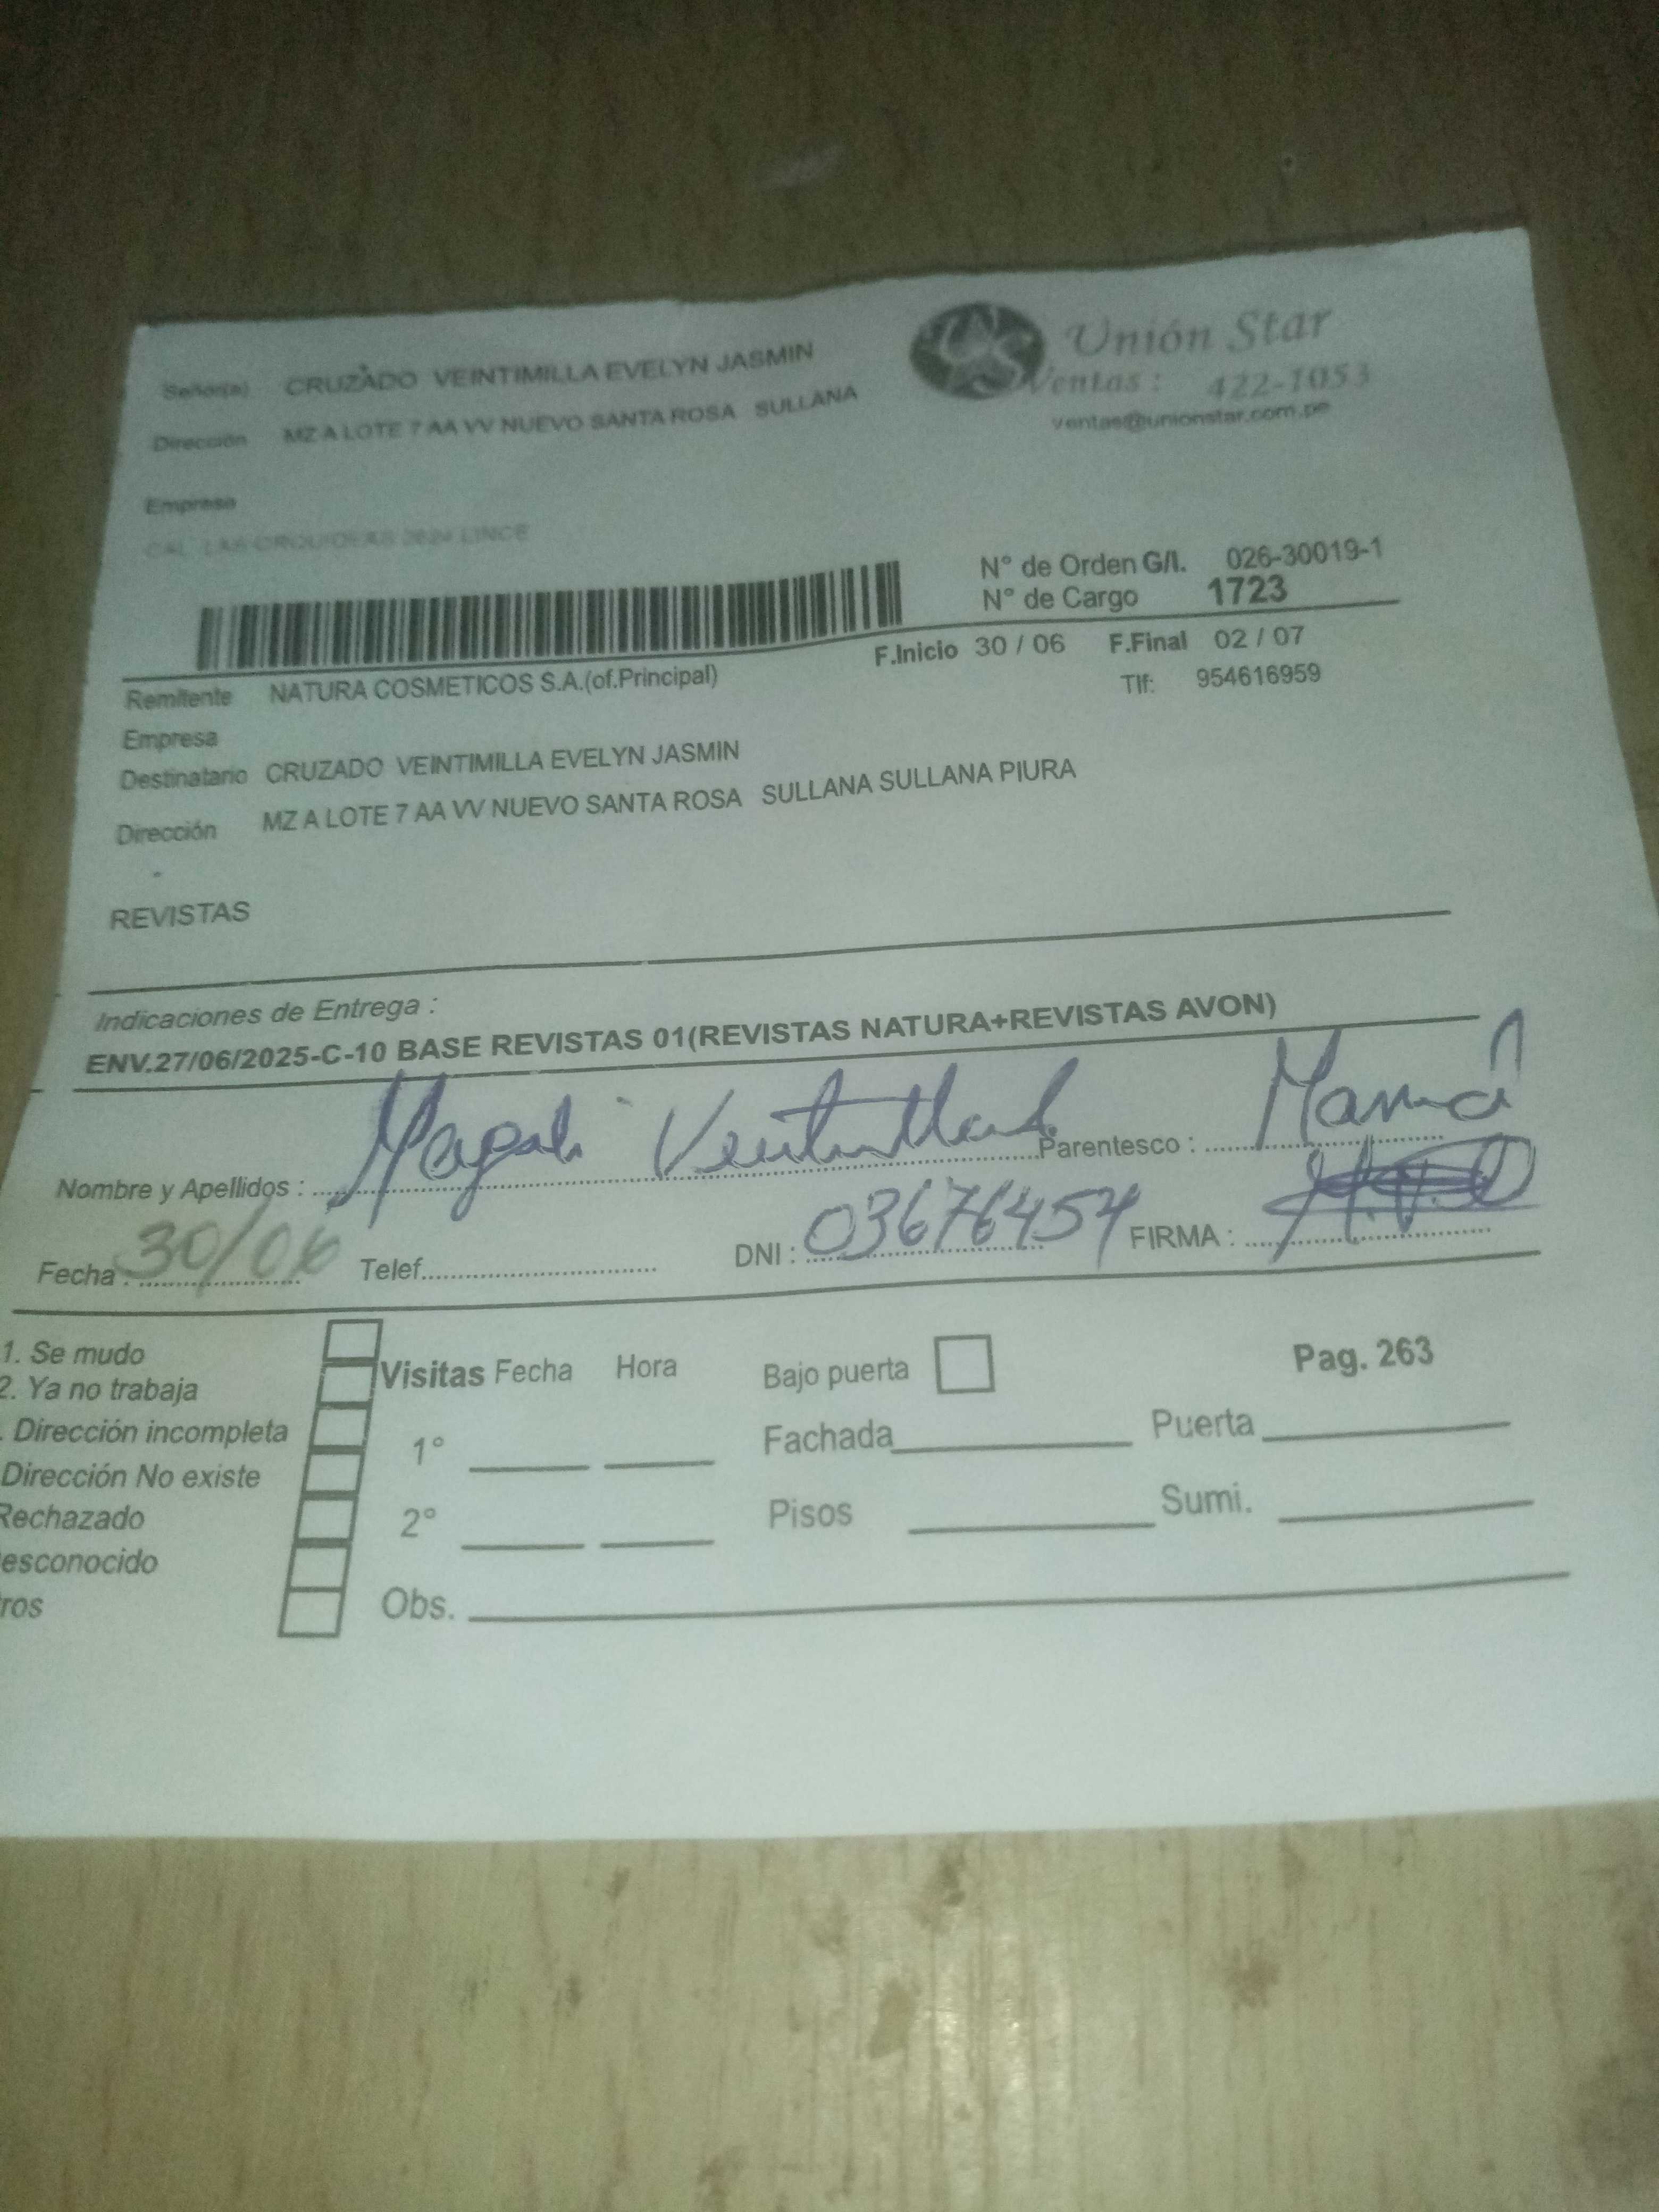 Señor(a) CRUZADO VEINTIMILLA EVELYN JASMIN
Dirección MZ A LOTE 7 AA VV NUEVO SANTA ROSA SULLANA
Unión Star
Ventas : 422-1053
ventas@unionstar.com.pe
Empresa
CAL LAS ORQUIDEAS LINCE
N° de Orden G/I. 026-30019-1
N° de Cargo 1723
F.Inicio 30 / 06 F.Final 02 / 07
Remitente NATURA COSMETICOS S.A.(of.Principal) Tlf: 954616959
Empresa
Destinatario CRUZADO VEINTIMILLA EVELYN JASMIN
Dirección MZ A LOTE 7 AA VV NUEVO SANTA ROSA SULLANA SULLANA PIURA
REVISTAS
Indicaciones de Entrega :
ENV.27/06/2025-C-10 BASE REVISTAS 01(REVISTAS NATURA+REVISTAS AVON)
Nombre y Apellidos : Magali Parentesco : Mamá
Fecha : 30/06 Telef. DNI : 03676454 FIRMA :
1. Se mudo
2. Ya no trabaja
. Dirección incompleta
Dirección No existe
Rechazado
esconocido
ros
Visitas Fecha Hora
1°
2°
Obs.
Bajo puerta Pag. 263
Fachada Puerta
Pisos Sumi.